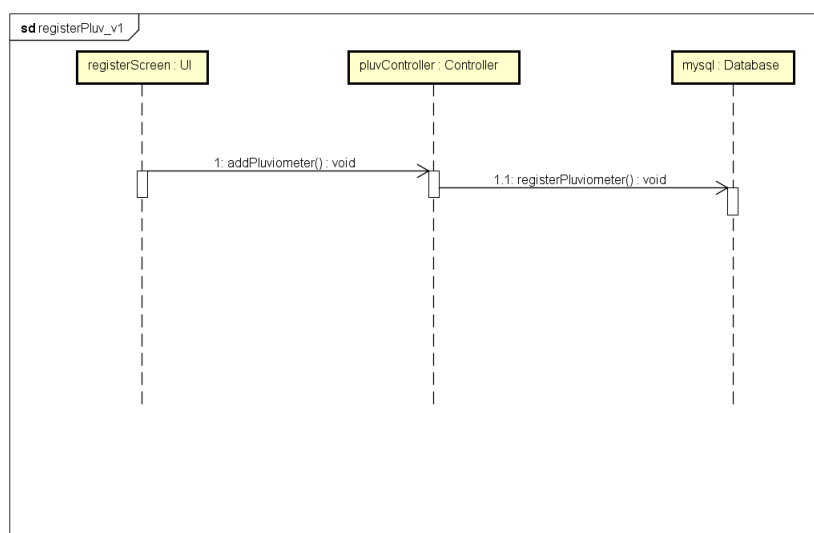 sd registerPluv_v1
registerScreen : UI
pluvController : Controller
mysql : Database
1: addPluviometer() : void
1.1: registerPluviometer() : void